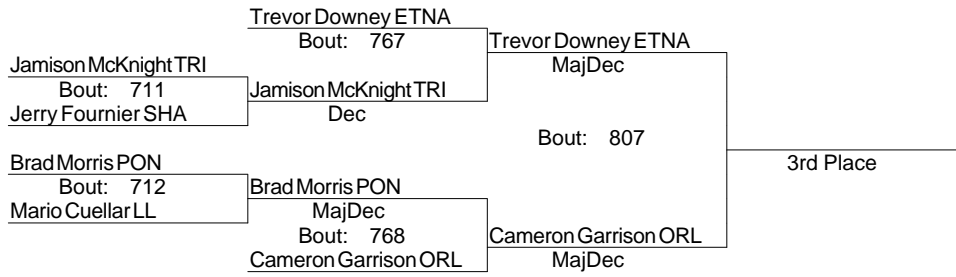 Trevor Downey ETNA
Bout: 767
Trevor Downey ETNA
MajDec
Jamison McKnight TRI
Bout: 711
Jerry Fournier SHA
Jamison McKnight TRI
Dec
Bout: 807
3rd Place
Brad Morris PON
Bout: 712
Mario Cuellar LL
Brad Morris PON
MajDec
Bout: 768
Cameron Garrison ORL
Cameron Garrison ORL
MajDec